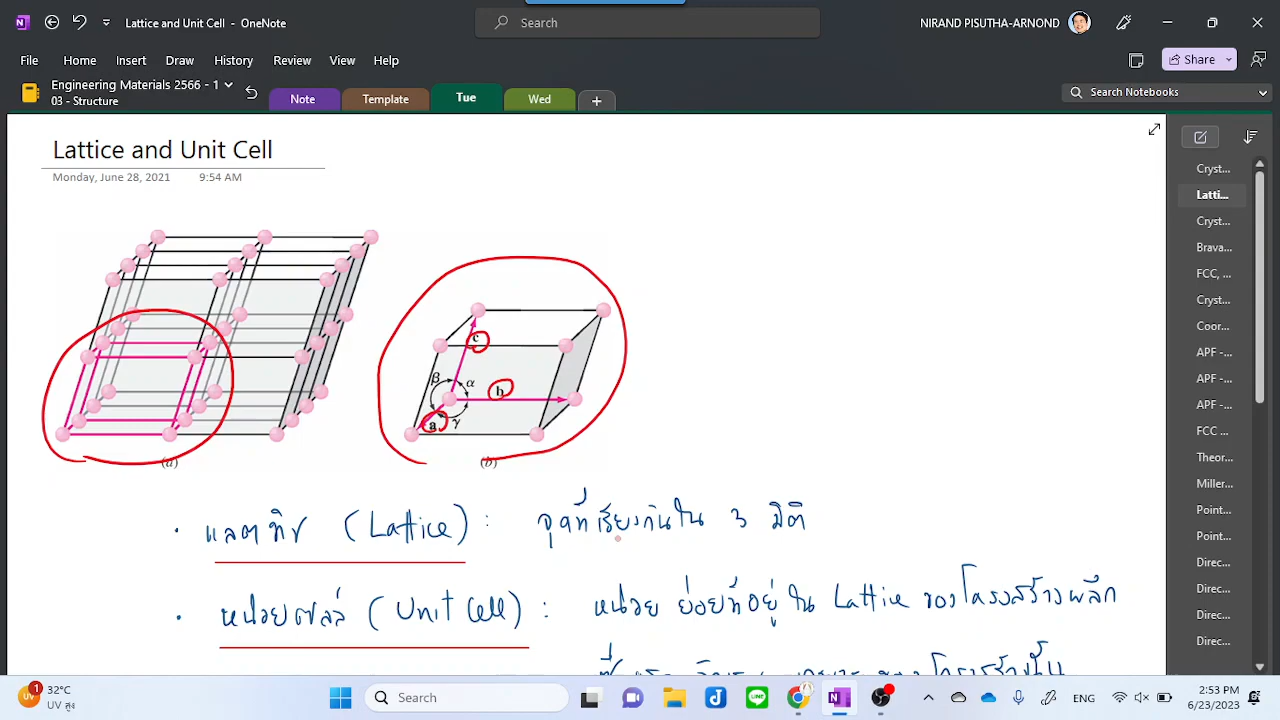 Lattice and Unit Cell - OneNote
Search
NIRAND PISUTHA-ARNOND
File Home Insert Draw History Review View Help
Share
Engineering Materials 2566 - 1
03 - Structure
Note Template Tue Wed +
Search Notebooks
Lattice and Unit Cell
Monday, June 28, 2021 9:54 AM
Cryst...
Latti...
Cryst...
Brava...
FCC, ...
Cryst...
Coor...
APF - ...
APF - ...
APF - ...
FCC ...
Theor...
Miller...
Point...
Point...
Direc...
Direc...
Direc...
Direc...
c
β α
b
a γ
(a) (b)
• แลตทิซ (Lattice) : จุดที่เรียงกันใน 3 มิติ
• หน่วยเซลล์ (Unit Cell) : หน่วย ย่อยที่อยู่ ใน Lattice ของโครงสร้างผลึก
1
32°C
UV สูง
Search
ENG
2:53 PM
6/23/2023